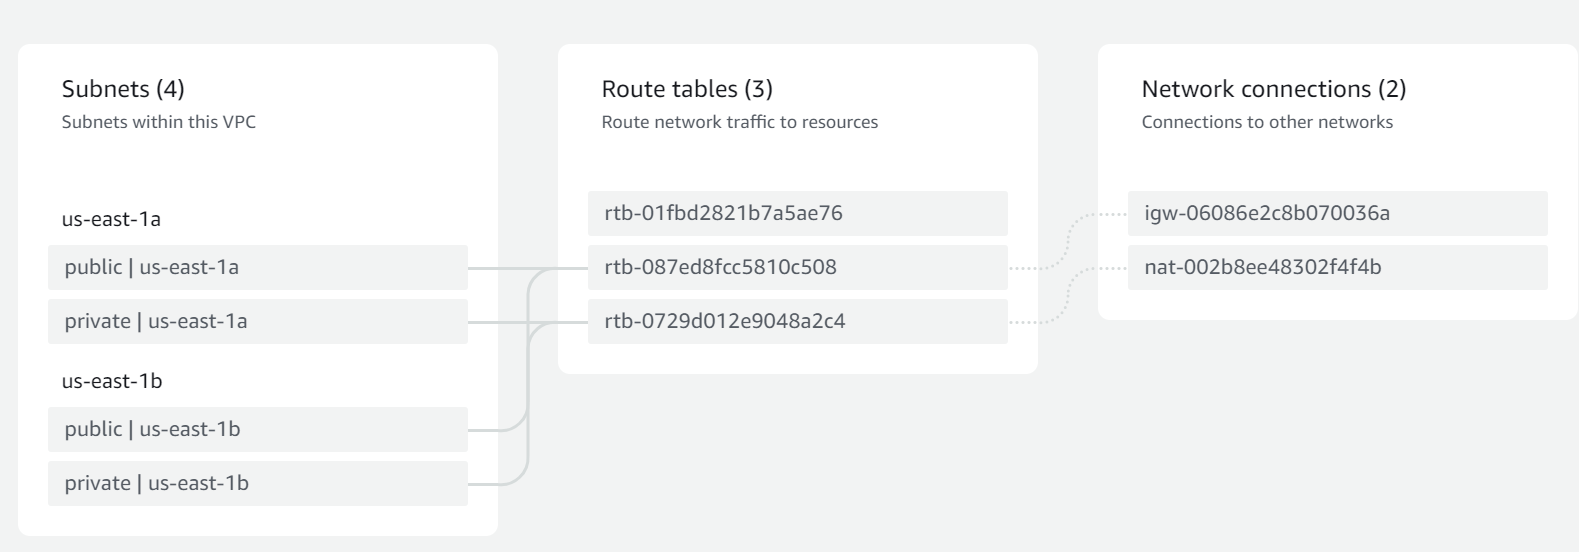 Subnets (4)
Subnets within this VPC
us-east-1a
public | us-east-1a
private | us-east-1a
us-east-1b
public | us-east-1b
private | us-east-1b
Route tables (3)
Route network traffic to resources
rtb-01fbd2821b7a5ae76
rtb-087ed8fcc5810c508
rtb-0729d012e9048a2c4
Network connections (2)
Connections to other networks
igw-06086e2c8b070036a
nat-002b8ee48302f4f4b